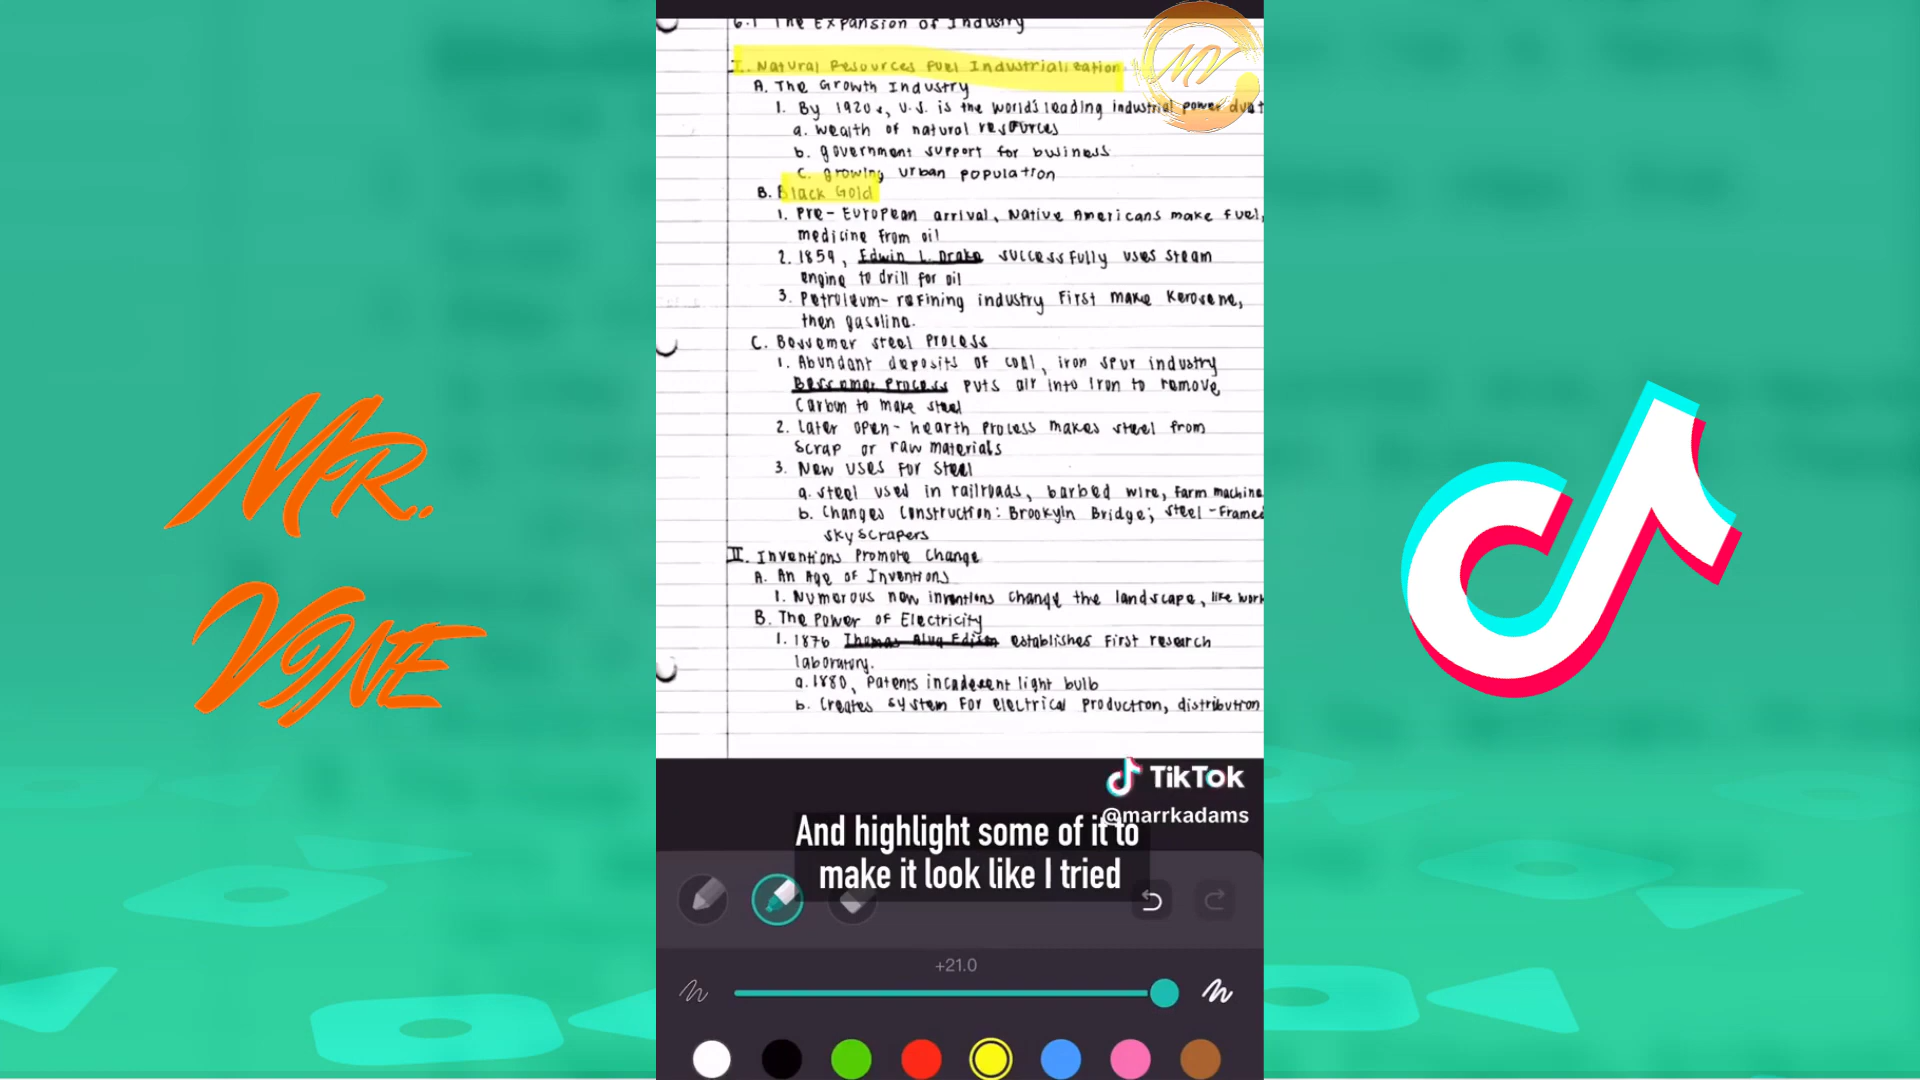 6.1 The Expansion of Industry
I. Natural Resources Fuel Industrialization
A. The Growth Industry
1. By 1920s, U.S. is the world's leading industrial power due t
a. wealth of natural resources
b. government support for business
c. growing urban population
B. Black Gold
1. Pre-European arrival, Native Americans make fuel,
medicine from oil
2. 1859, Edwin L. Drake successfully uses steam
engine to drill for oil
3. Petroleum-refining industry first make kerosene,
then gasoline.
C. Bessemer steel Process
1. Abundant deposits of coal, iron spur industry
Bessemer Process puts air into iron to remove
Carbon to make steel
2. Later open-hearth process makes steel from
scrap or raw materials
3. New uses for steel
a. steel used in railroads, barbed wire, farm machine
b. Changes Construction: Brooklyn Bridge; steel-framed
skyscrapers
II. Inventions Promote Change
A. An Age of Inventions
1. Numerous new inventions change the landscape, like work
B. The Power of Electricity
1. 1876 Thomas Alva Edison establishes first research
laboratory.
a. 1880, patents incadesent light bulb
b. Creates system for electrical production, distribution
MV
MR..
VONE
TikTok
@marrkadams
And highlight some of it to
make it look like I tried
+21.0